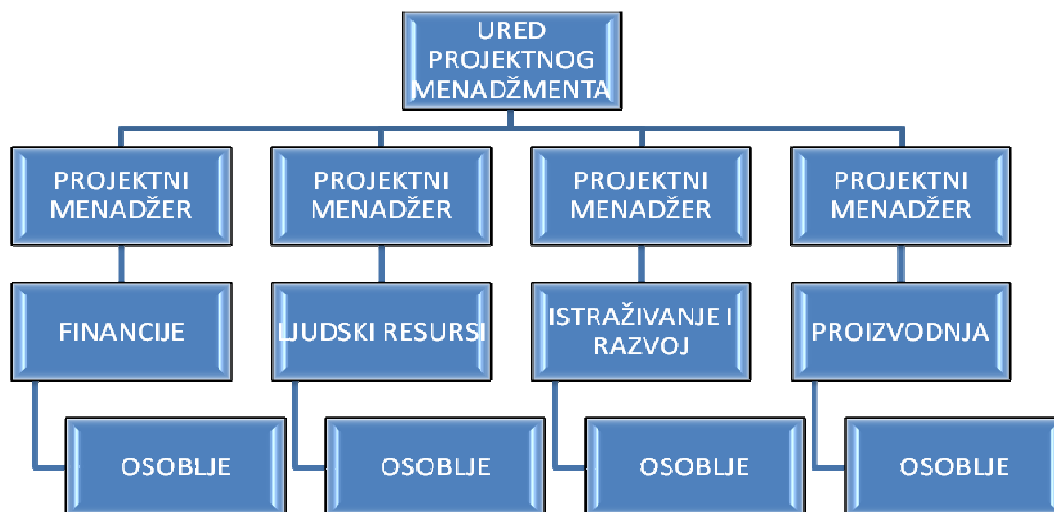 URED
PROJEKTNOG
MENADŽMENTA
PROJEKTNI
MENADŽER
PROJEKTNI
MENADŽER
PROJEKTNI
MENADŽER
PROJEKTNI
MENADŽER
FINANCIJE
LJUDSKI RESURSI
ISTRAŽIVANJE I
RAZVOJ
PROIZVODNJA
OSOBLJE
OSOBLJE
OSOBLJE
OSOBLJE